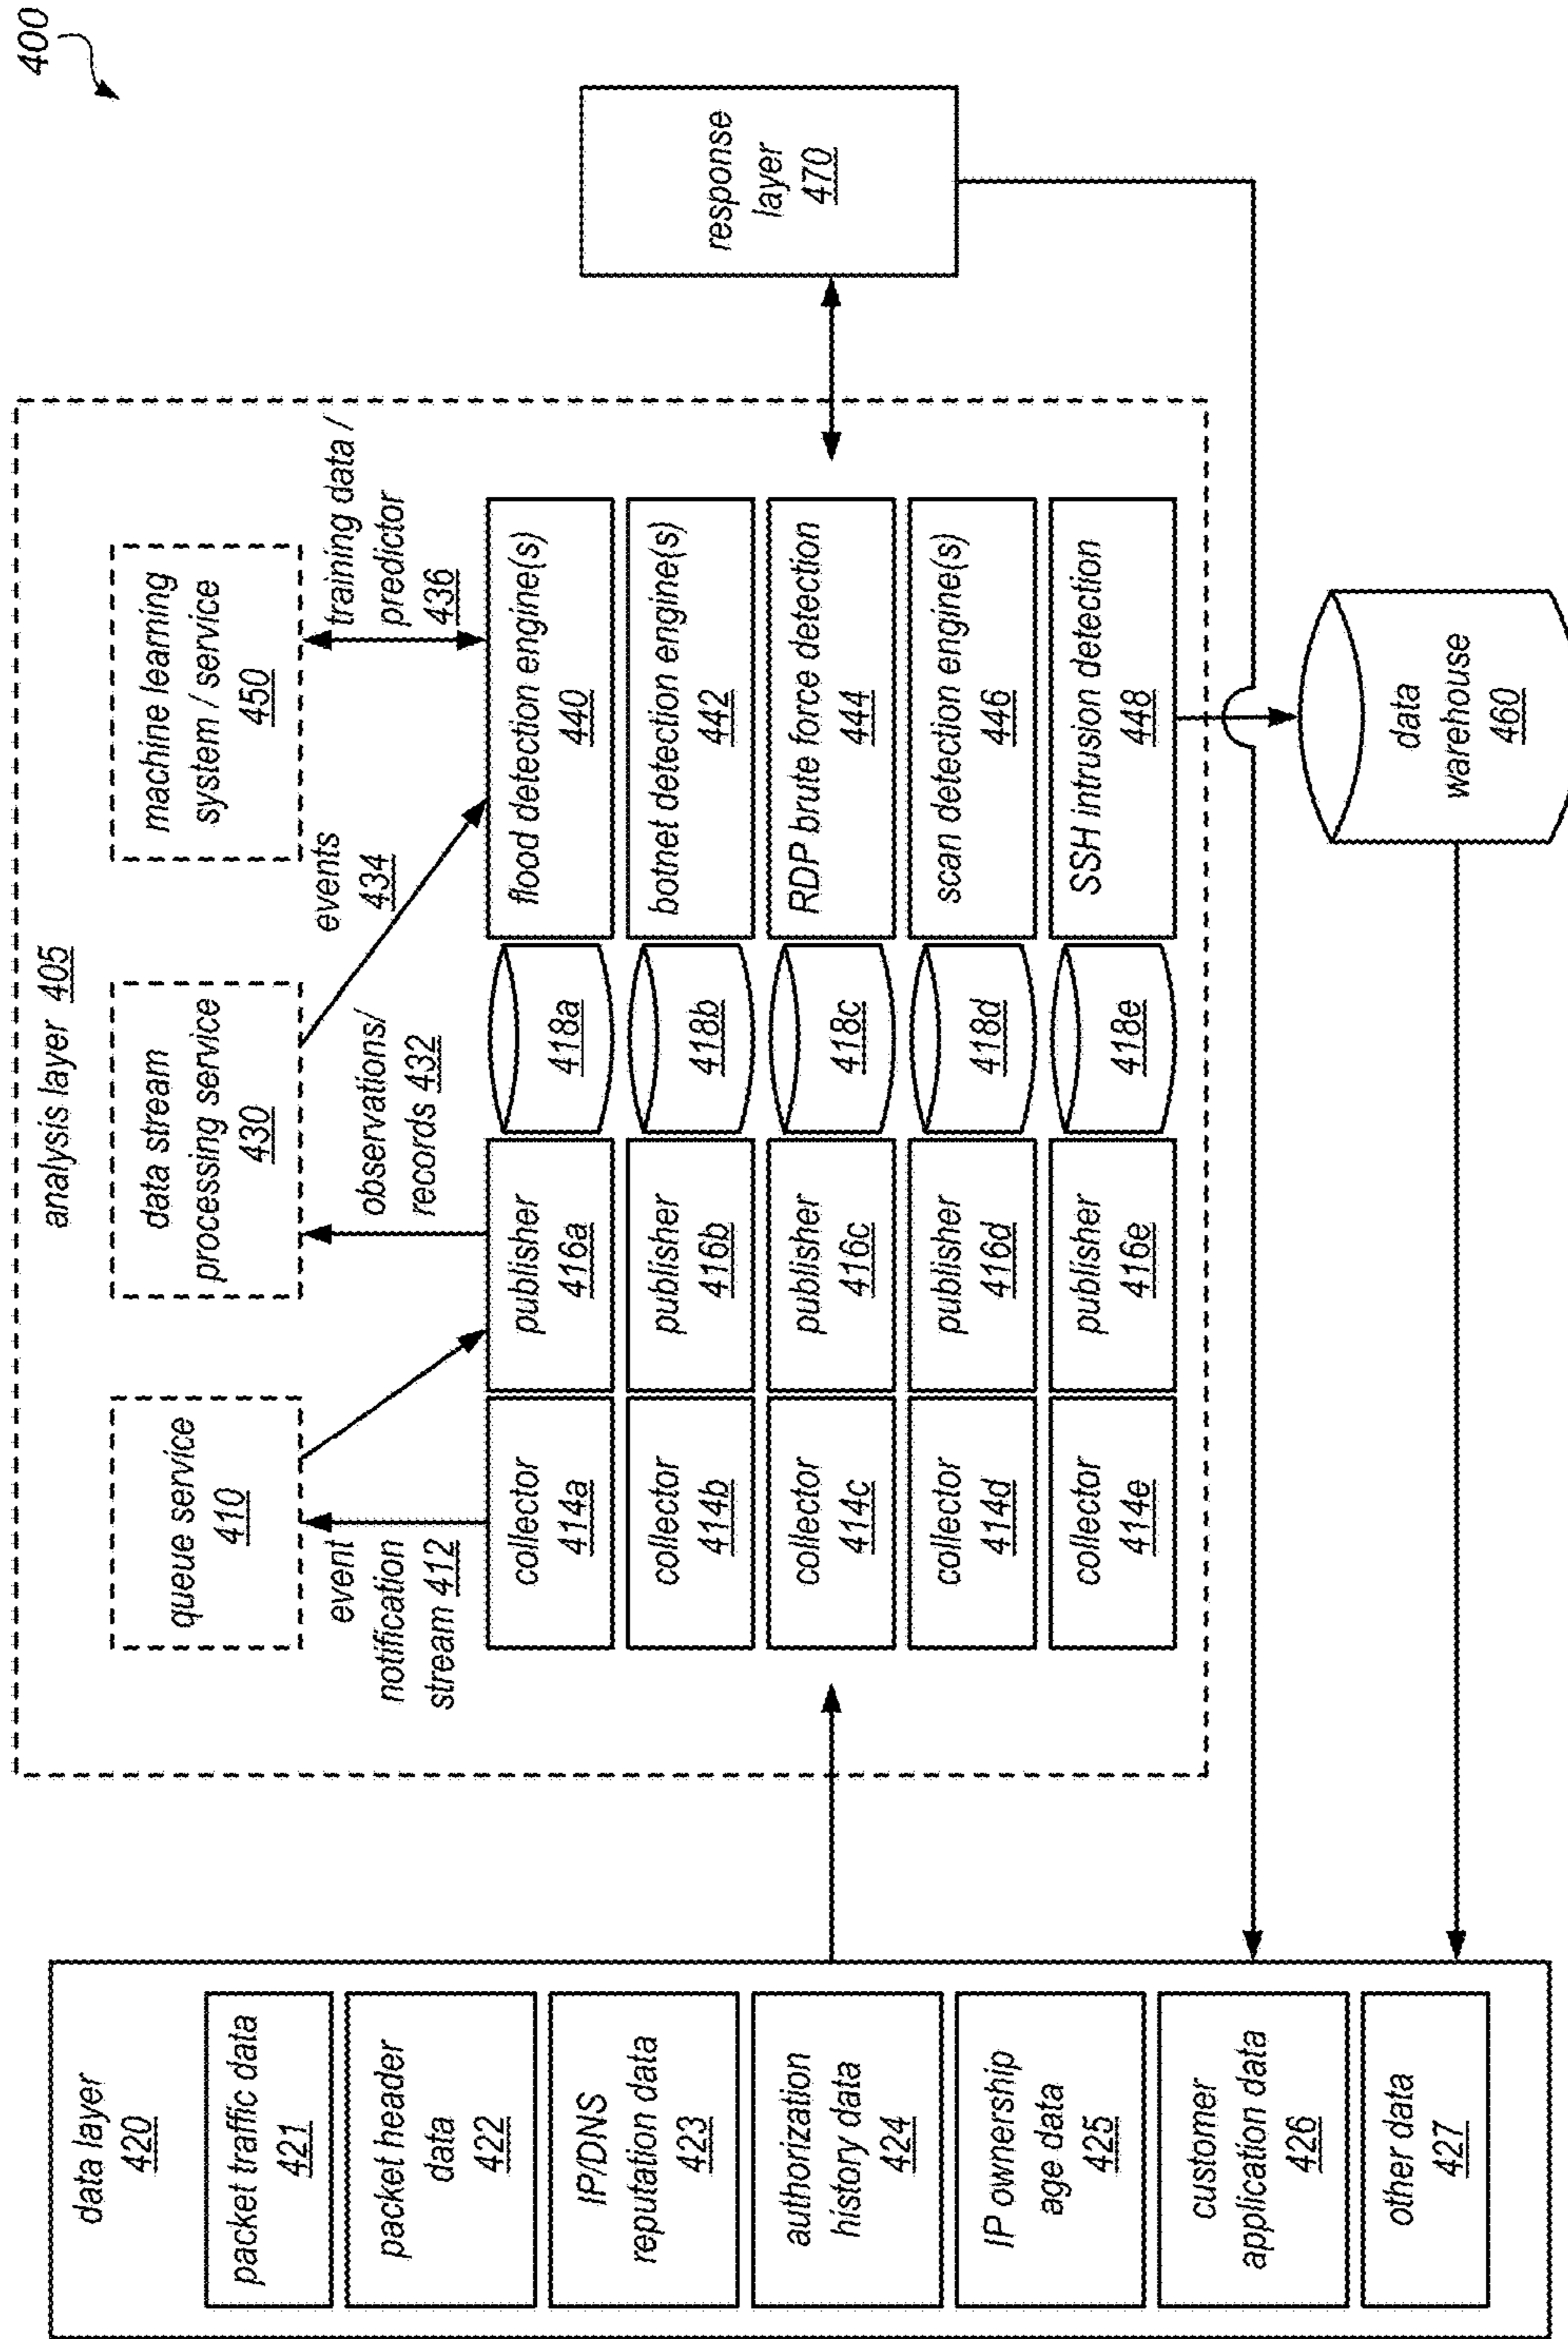 400
data layer
420
packet traffic data
421
packet header
data
422
IP/DNS
reputation data
423
authorization
history data
424
IP ownership
age data
425
customer
application data
426
other data
427
analysis layer 405
queue service
410
data stream
processing service
430
machine learning
system / service
450
event
notification
stream 412
observations/
records 432
events
434
training data /
predictor
436
collector
414a
publisher
416a
418a
flood detection engine(s)
440
collector
414b
publisher
416b
418b
botnet detection engine(s)
442
collector
414c
publisher
416c
418c
RDP brute force detection
444
collector
414d
publisher
416d
418d
scan detection engine(s)
446
collector
414e
publisher
416e
418e
SSH intrusion detection
448
response
layer
470
data
warehouse
460